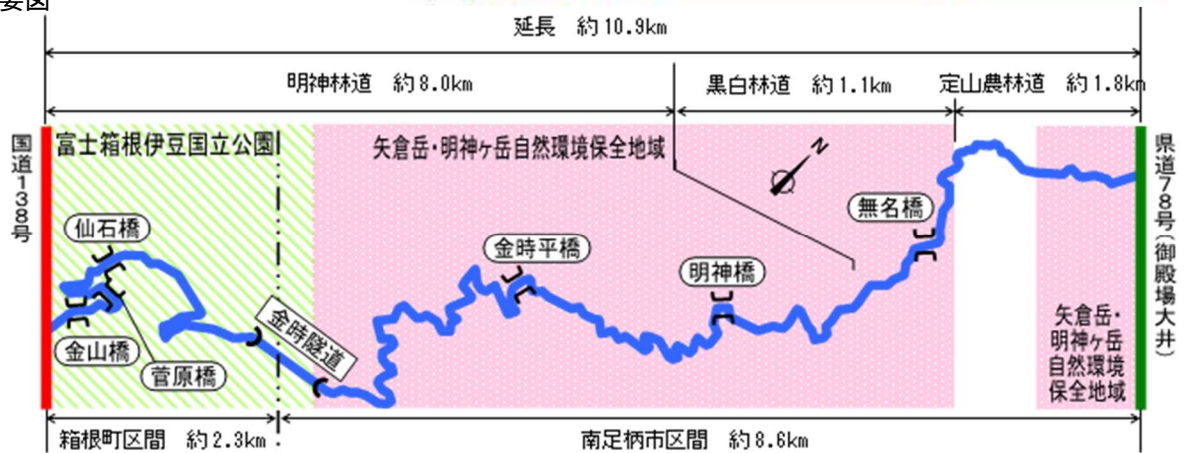 要図
延長　約10.9km
明神林道　約8.0km
黒白林道　約1.1km
定山農林道　約1.8km
国道138号
富士箱根伊豆国立公園
矢倉岳・明神ヶ岳自然環境保全地域
N
県道78号(御殿場大井)
仙石橋
金時平橋
無名橋
明神橋
金時隧道
金山橋
菅原橋
矢倉岳・
明神ヶ岳
自然環境
保全地域
箱根町区間　約2.3km
南足柄市区間　約8.6km